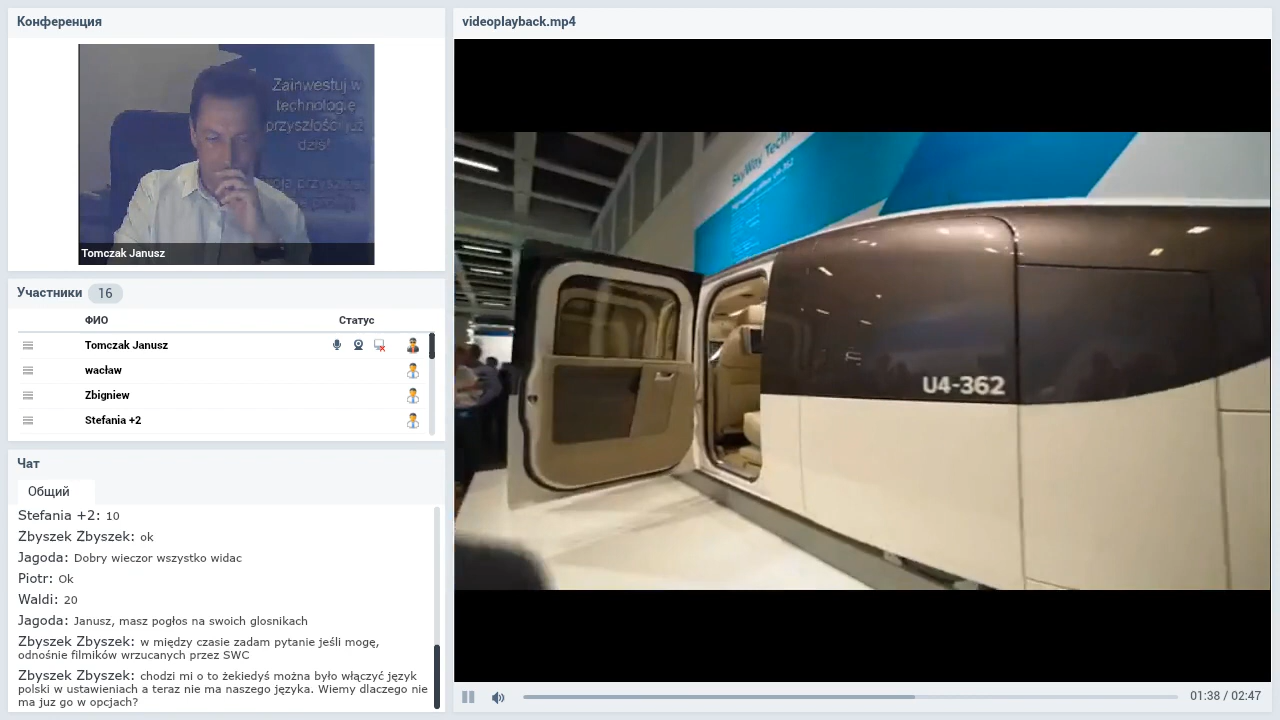 Конференция
Zainwestuj w
technologię
przyszłości już
dziś!
Tomczak Janusz
Участники 16
ФИО Статус
Tomczak Janusz
wacław
Zbigniew
Stefania +2
Чат
Общий
Stefania +2: 10
Zbyszek Zbyszek: ok
Jagoda: Dobry wieczor wszystko widac
Piotr: Ok
Waldi: 20
Jagoda: Janusz, masz pogłos na swoich glosnikach
Zbyszek Zbyszek: w między czasie zadam pytanie jeśli mogę,
odnośnie filmików wrzucanych przez SWC
Zbyszek Zbyszek: chodzi mi o to żekiedyś można było włączyć język
polski w ustawieniach a teraz nie ma naszego języka. Wiemy dlaczego nie
ma juz go w opcjach?
videoplayback.mp4
SkyWay
U4-362
01:38 / 02:47